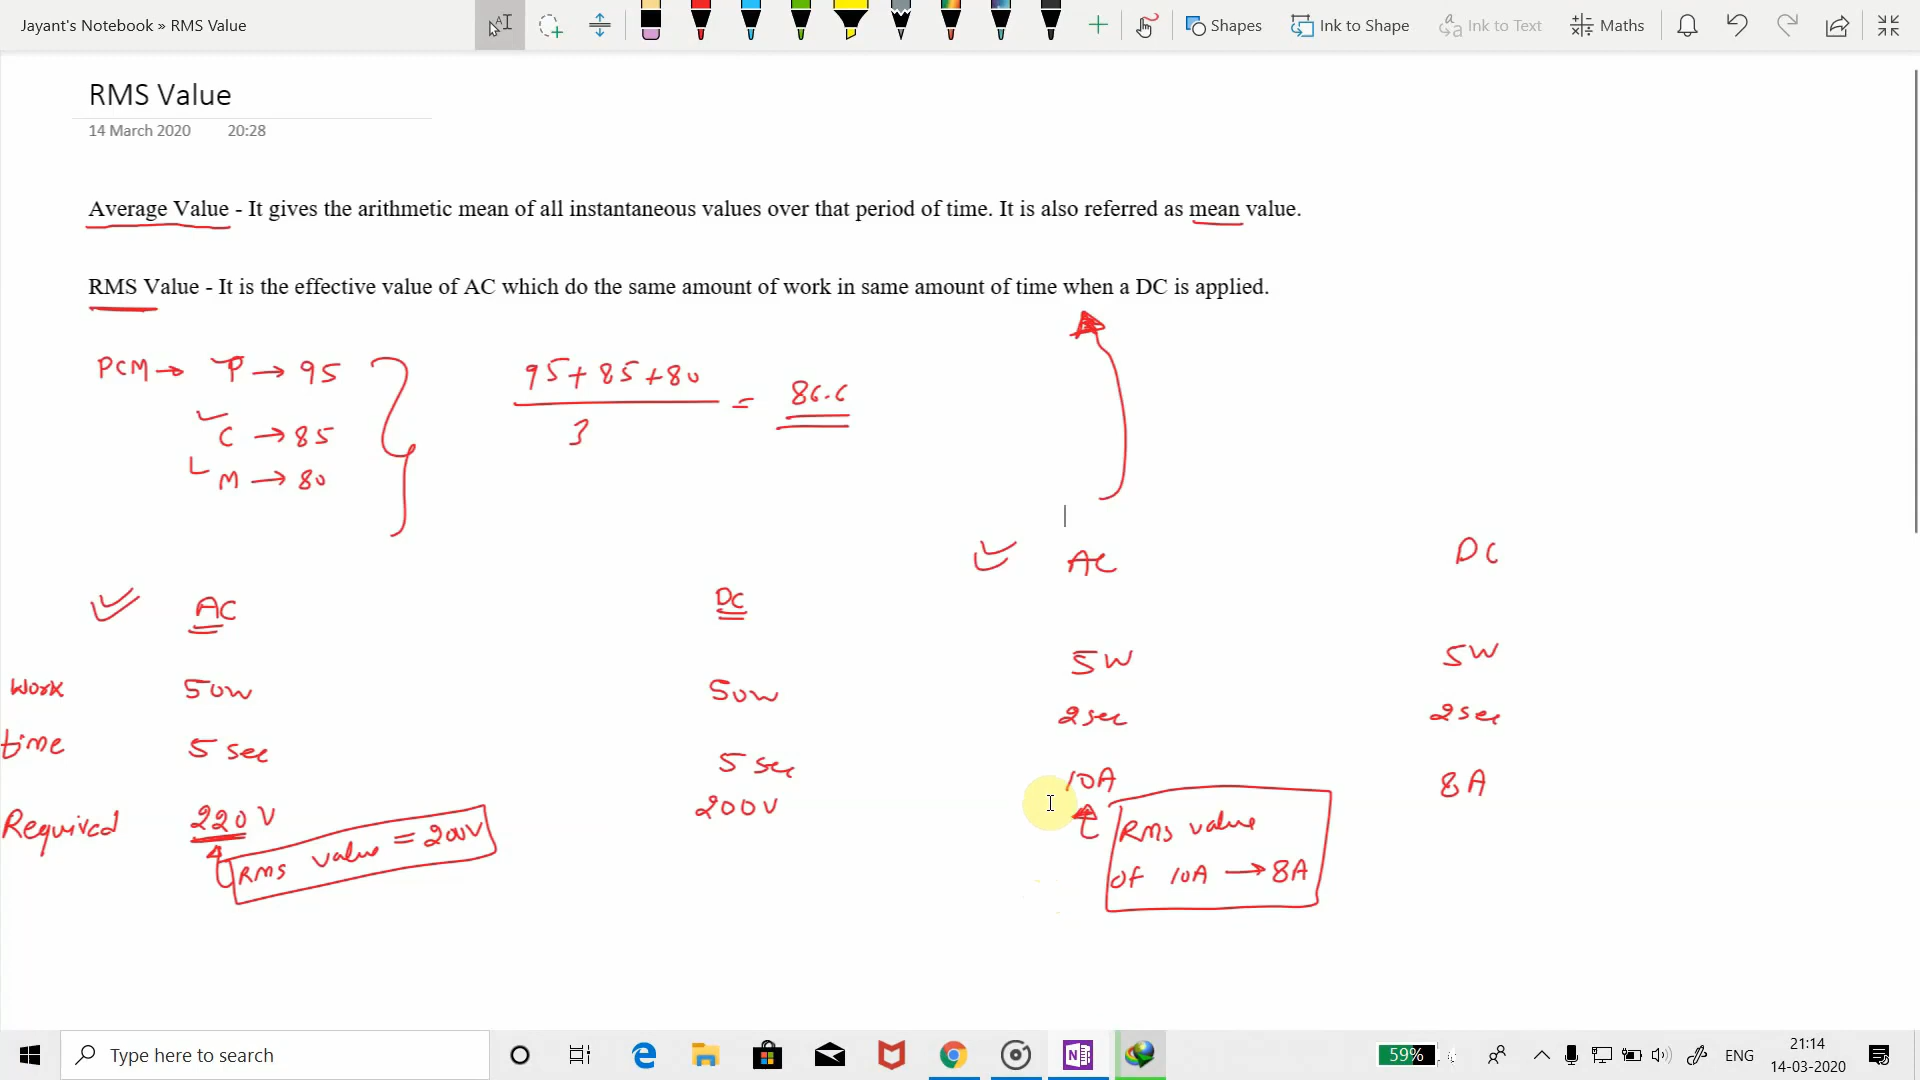 Jayant's Notebook » RMS Value
Shapes
Ink to Shape
Ink to Text
Maths
RMS Value
14 March 2020 20:28
Average Value - It gives the arithmetic mean of all instantaneous values over that period of time. It is also referred as mean value.
RMS Value - It is the effective value of AC which do the same amount of work in same amount of time when a DC is applied.
PCM → P → 95
C → 85
M → 80
95+85+80
3
= 86.6
AC DC
Work 50W 50W
time 5 sec 5 sec
Required 220V 200V
RMS value = 200V
AC DC
5W 5W
2sec 2sec
10A 8A
Rms value
of 10A → 8A
Type here to search
59%
ENG
21:14
14-03-2020